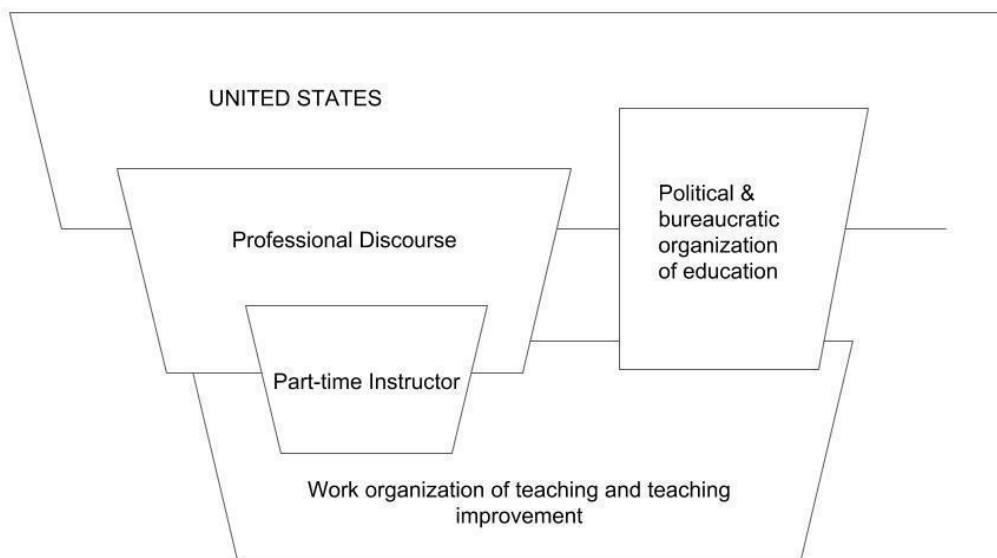 UNITED STATES
Political &
bureaucratic
organization
of education
Professional Discourse
Part-time Instructor
Work organization of teaching and teaching
improvement